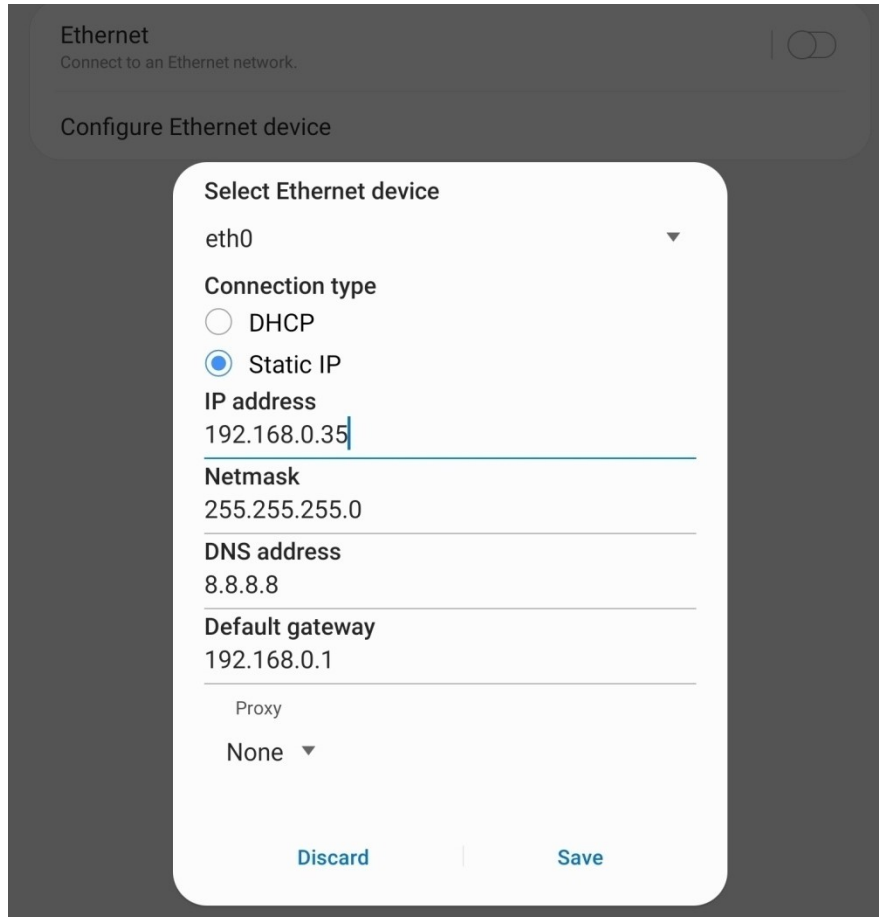 Ethernet
Connect to an Ethernet network.
Configure Ethernet device
Select Ethernet device
eth0
Connection type
DHCP
Static IP
IP address
192.168.0.35
Netmask
255.255.255.0
DNS address
8.8.8.8
Default gateway
192.168.0.1
Proxy
None
Discard Save